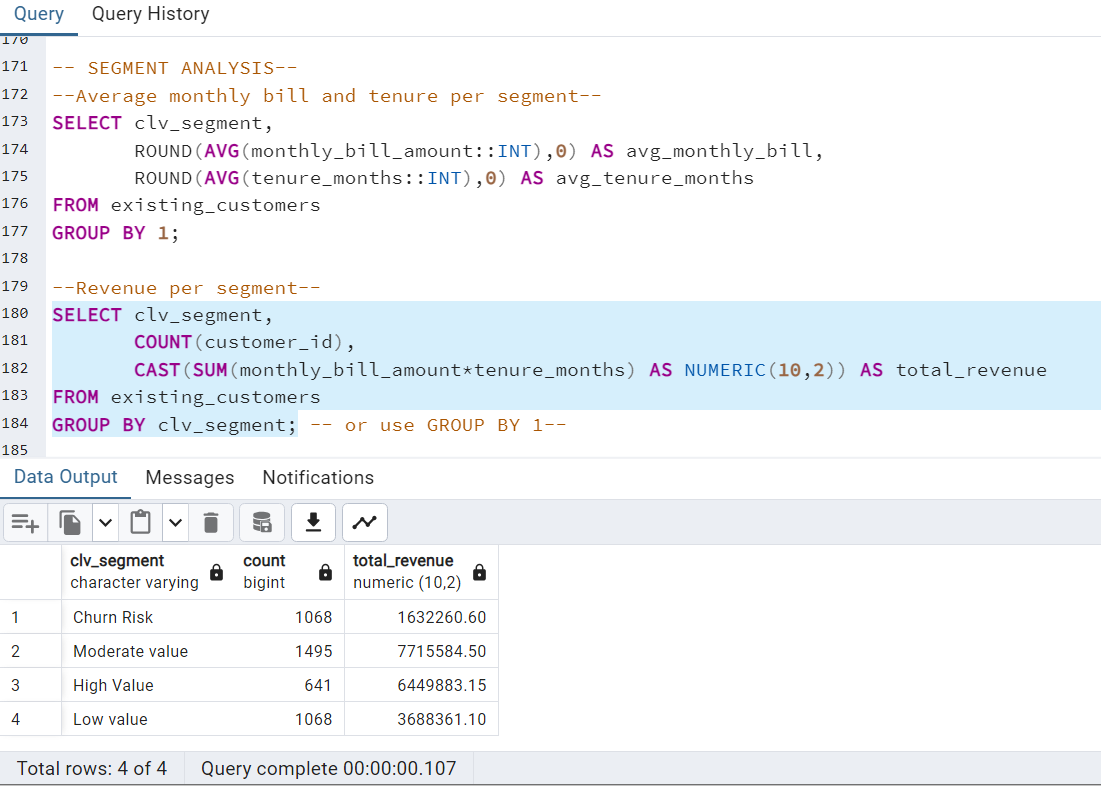 Query Query History
170
171 -- SEGMENT ANALYSIS--
172 --Average monthly bill and tenure per segment--
173 SELECT clv_segment,
174 ROUND(AVG(monthly_bill_amount::INT),0) AS avg_monthly_bill,
175 ROUND(AVG(tenure_months::INT),0) AS avg_tenure_months
176 FROM existing_customers
177 GROUP BY 1;
178
179 --Revenue per segment--
180 SELECT clv_segment,
181 COUNT(customer_id),
182 CAST(SUM(monthly_bill_amount*tenure_months) AS NUMERIC(10,2)) AS total_revenue
183 FROM existing_customers
184 GROUP BY clv_segment; -- or use GROUP BY 1--
185
Data Output Messages Notifications
clv_segment count total_revenue
character varying bigint numeric (10,2)
1 Churn Risk 1068 1632260.60
2 Moderate value 1495 7715584.50
3 High Value 641 6449883.15
4 Low value 1068 3688361.10
Total rows: 4 of 4 Query complete 00:00:00.107